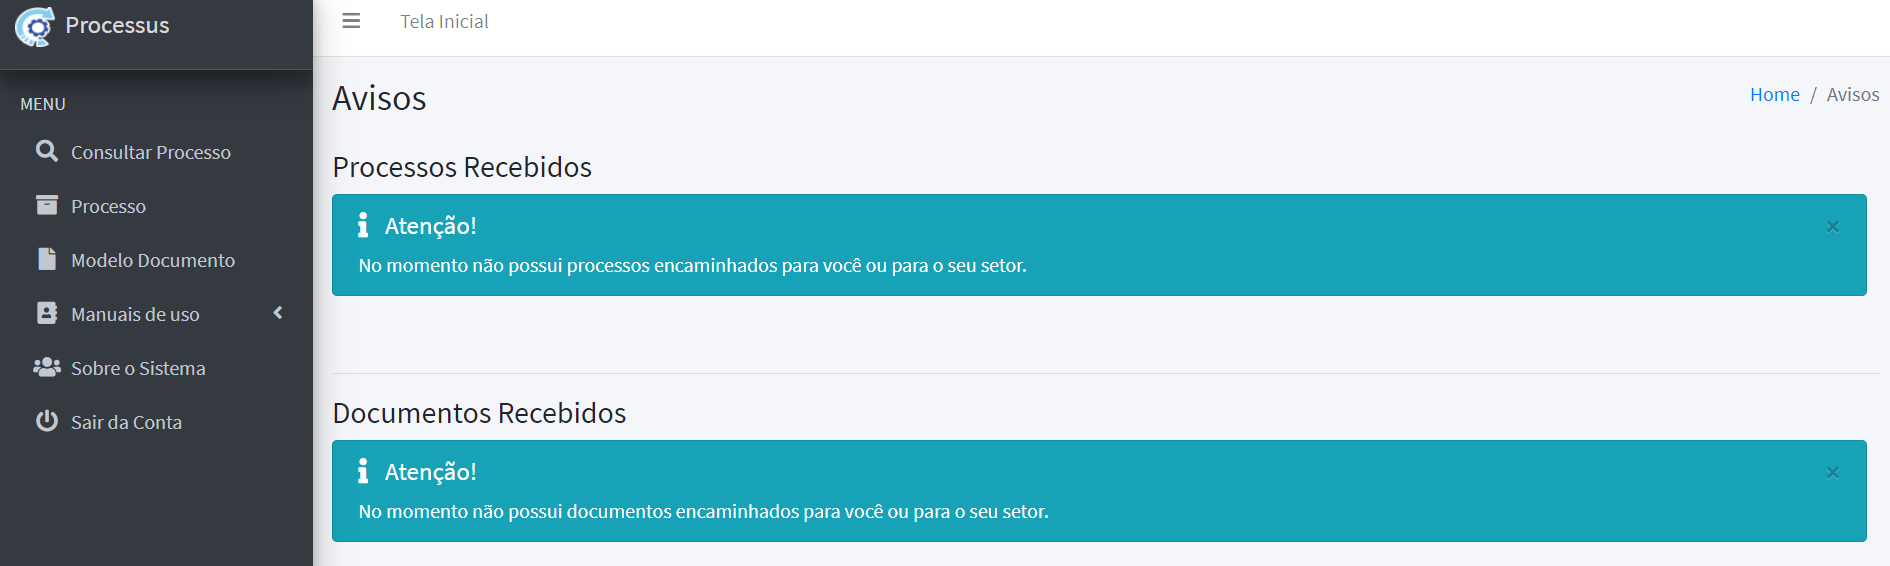 Processus
Tela Inicial
MENU
Consultar Processo
Processo
Modelo Documento
Manuais de uso
Sobre o Sistema
Sair da Conta
Avisos
Home / Avisos
Processos Recebidos
Atenção!
×
No momento não possui processos encaminhados para você ou para o seu setor.
Documentos Recebidos
Atenção!
×
No momento não possui documentos encaminhados para você ou para o seu setor.